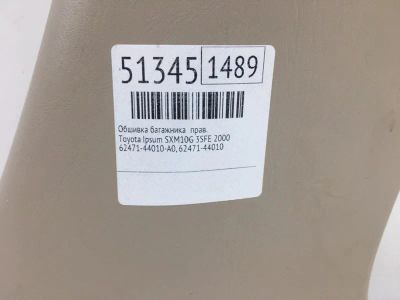 51345 1489
Обшивка багажника прав.
Toyota Ipsum SXM10G 3SFE 2000
62471-44010-A0, 62471-44010